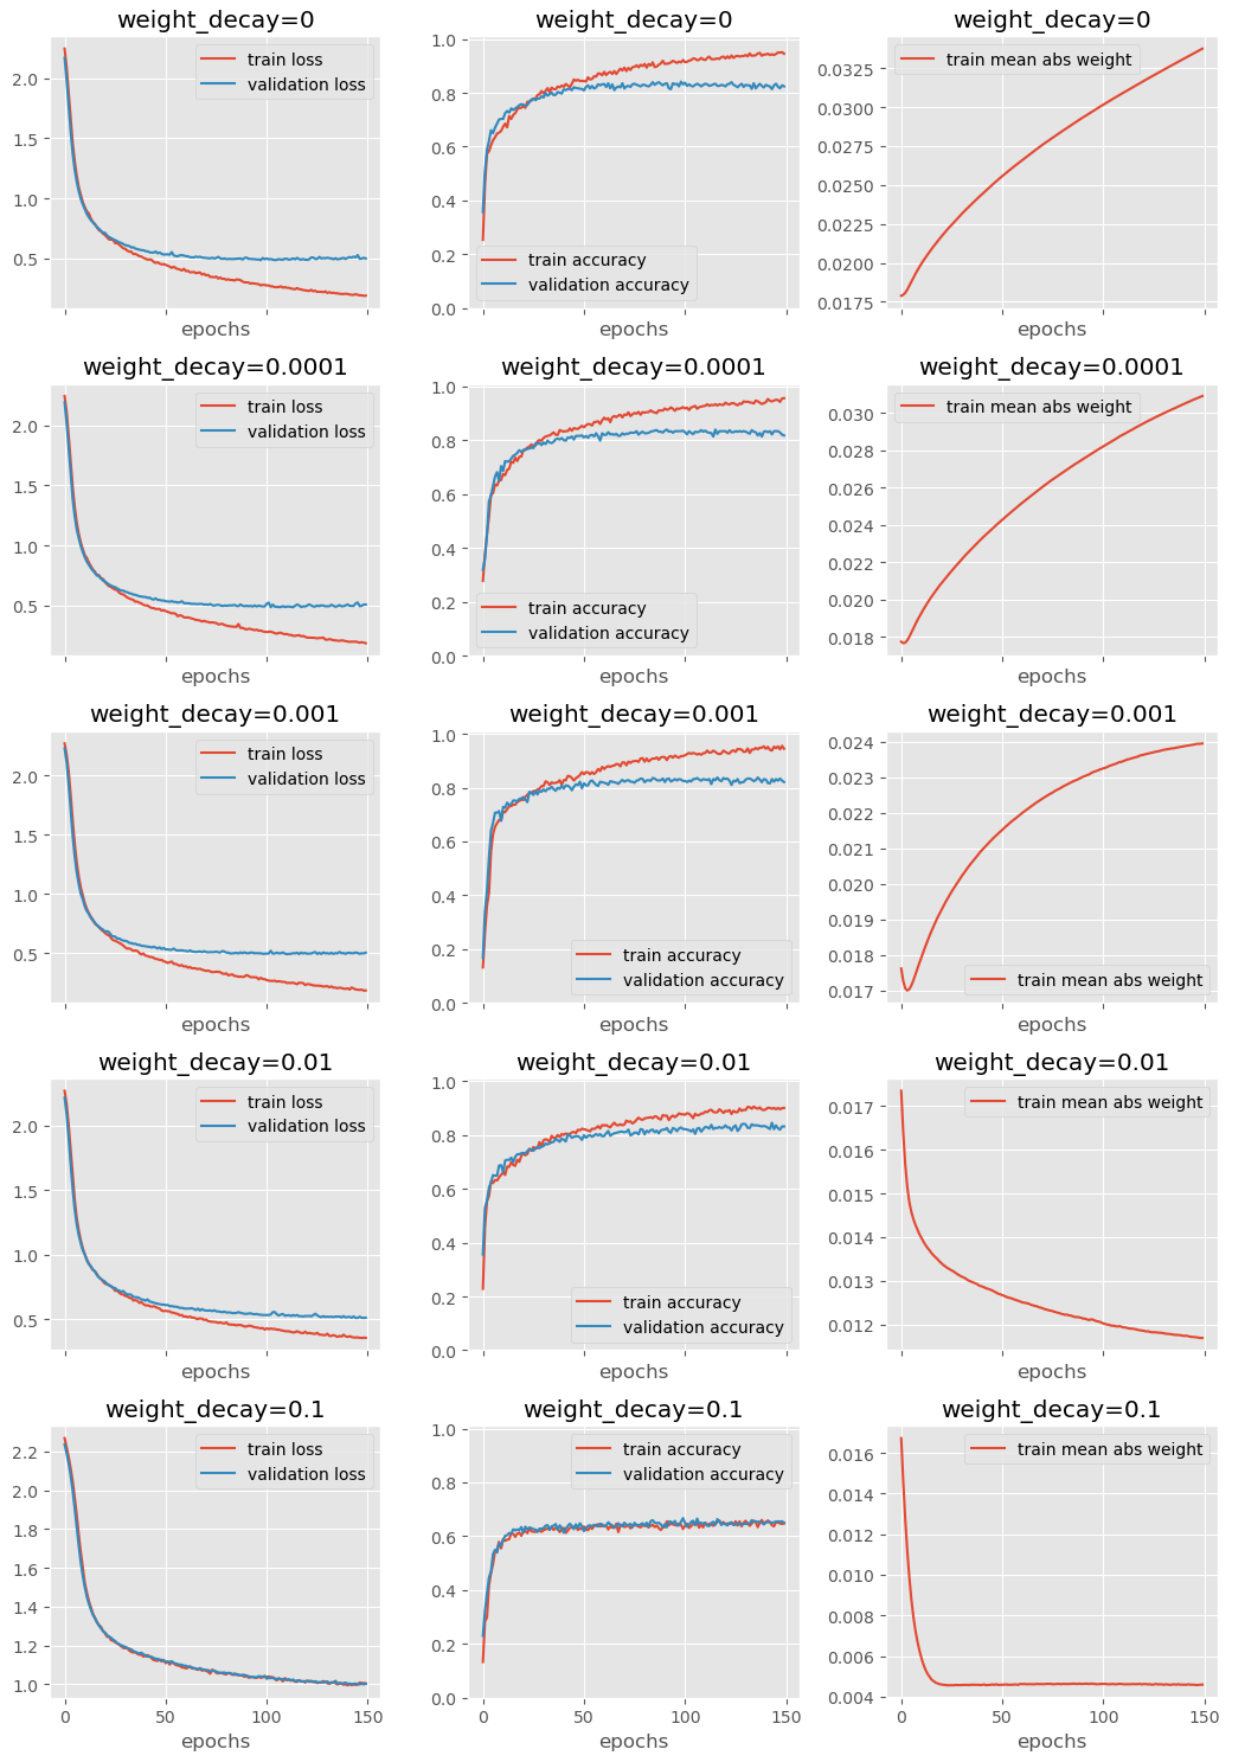 weight_decay=0
train loss
validation loss
2.0
1.5
1.0
0.5
epochs
weight_decay=0
1.0
0.8
0.6
0.4
0.2
0.0
train accuracy
validation accuracy
epochs
weight_decay=0
train mean abs weight
0.0325
0.0300
0.0275
0.0250
0.0225
0.0200
0.0175
epochs
weight_decay=0.0001
train loss
validation loss
2.0
1.5
1.0
0.5
epochs
weight_decay=0.0001
1.0
0.8
0.6
0.4
0.2
0.0
train accuracy
validation accuracy
epochs
weight_decay=0.0001
train mean abs weight
0.030
0.028
0.026
0.024
0.022
0.020
0.018
epochs
weight_decay=0.001
train loss
validation loss
2.0
1.5
1.0
0.5
epochs
weight_decay=0.001
1.0
0.8
0.6
0.4
0.2
0.0
train accuracy
validation accuracy
epochs
weight_decay=0.001
0.024
0.023
0.022
0.021
0.020
0.019
0.018
0.017
train mean abs weight
epochs
weight_decay=0.01
train loss
validation loss
2.0
1.5
1.0
0.5
epochs
weight_decay=0.01
1.0
0.8
0.6
0.4
0.2
0.0
train accuracy
validation accuracy
epochs
weight_decay=0.01
train mean abs weight
0.017
0.016
0.015
0.014
0.013
0.012
epochs
weight_decay=0.1
train loss
validation loss
2.2
2.0
1.8
1.6
1.4
1.2
1.0
0 50 100 150
epochs
weight_decay=0.1
train accuracy
validation accuracy
1.0
0.8
0.6
0.4
0.2
0.0
0 50 100 150
epochs
weight_decay=0.1
train mean abs weight
0.016
0.014
0.012
0.010
0.008
0.006
0.004
0 50 100 150
epochs